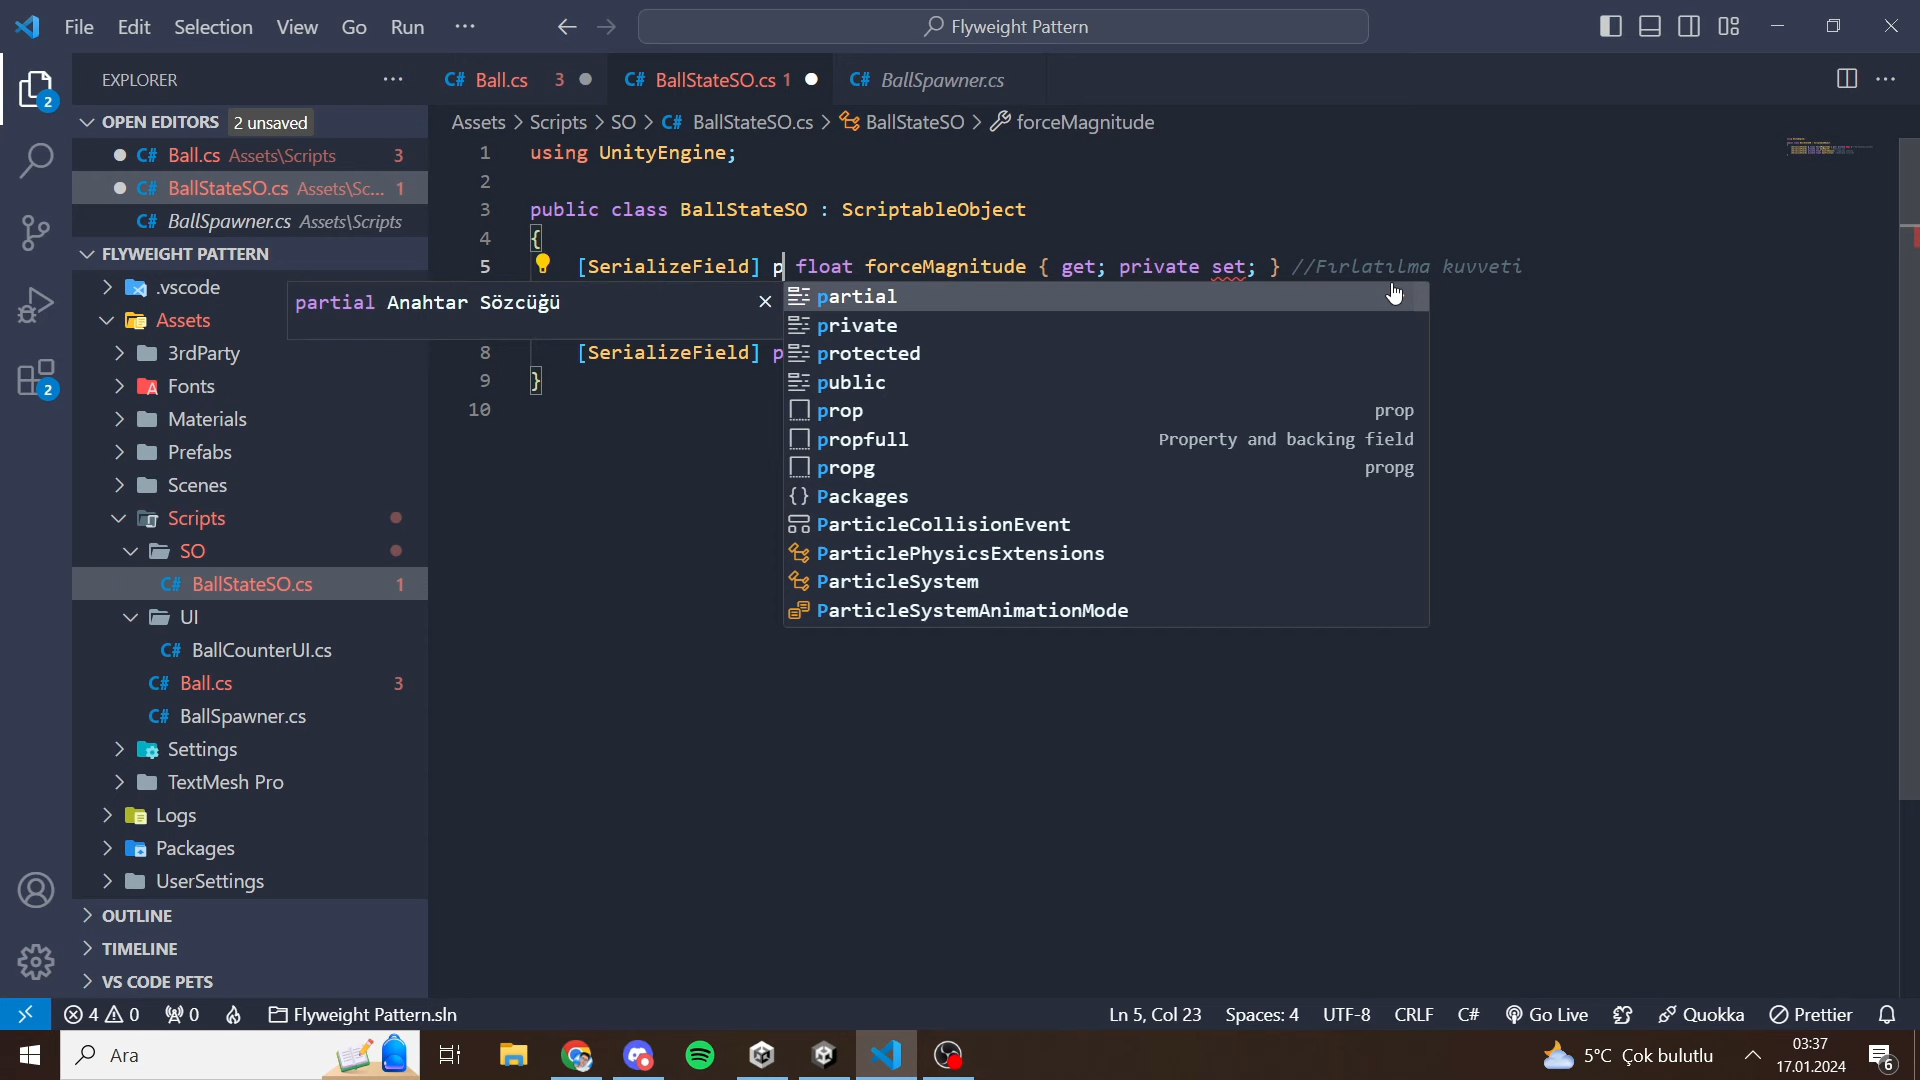 File Edit Selection View Go Run ··· Flyweight Pattern
EXPLORER ···
OPEN EDITORS 2 unsaved
C# Ball.cs Assets\Scripts 3
C# BallStateSO.cs Assets\Sc... 1
C# BallSpawner.cs Assets\Scripts
FLYWEIGHT PATTERN
.vscode
Assets
3rdParty
Fonts
Materials
Prefabs
Scenes
Scripts
SO
C# BallStateSO.cs 1
UI
C# BallCounterUI.cs
C# Ball.cs 3
C# BallSpawner.cs
Settings
TextMesh Pro
Logs
Packages
UserSettings
OUTLINE
TIMELINE
VS CODE PETS
2
2
C# Ball.cs 3 C# BallStateSO.cs 1 C# BallSpawner.cs
Assets > Scripts > SO > C# BallStateSO.cs > BallStateSO > forceMagnitude
1 using UnityEngine;
2
3 public class BallStateSO : ScriptableObject
4 {
5 [SerializeField] p float forceMagnitude { get; private set; } //Fırlatılma kuvveti
8 [SerializeField] p
9 }
10
partial Anahtar Sözcüğü
partial
private
protected
public
prop prop
propfull Property and backing field
propg propg
Packages
ParticleCollisionEvent
ParticlePhysicsExtensions
ParticleSystem
ParticleSystemAnimationMode
4 0 0 Flyweight Pattern.sln Ln 5, Col 23 Spaces: 4 UTF-8 CRLF C# Go Live Quokka Prettier
Ara 5°C Çok bulutlu 03:37
17.01.2024 6